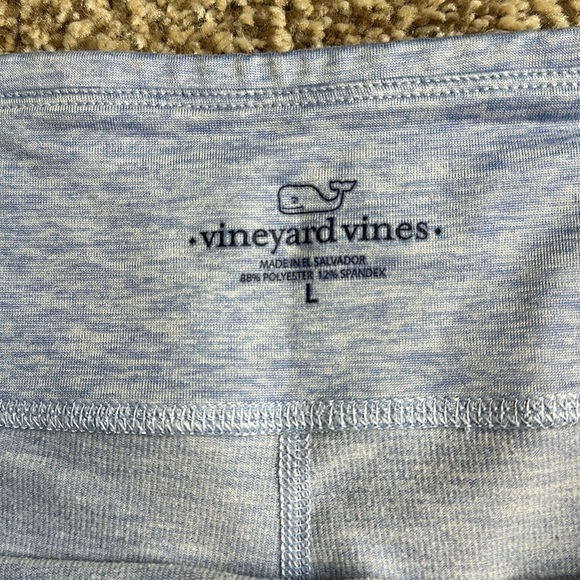 • vineyard vines •
MADE IN EL SALVADOR
88% POLYESTER 12% SPANDEX
L